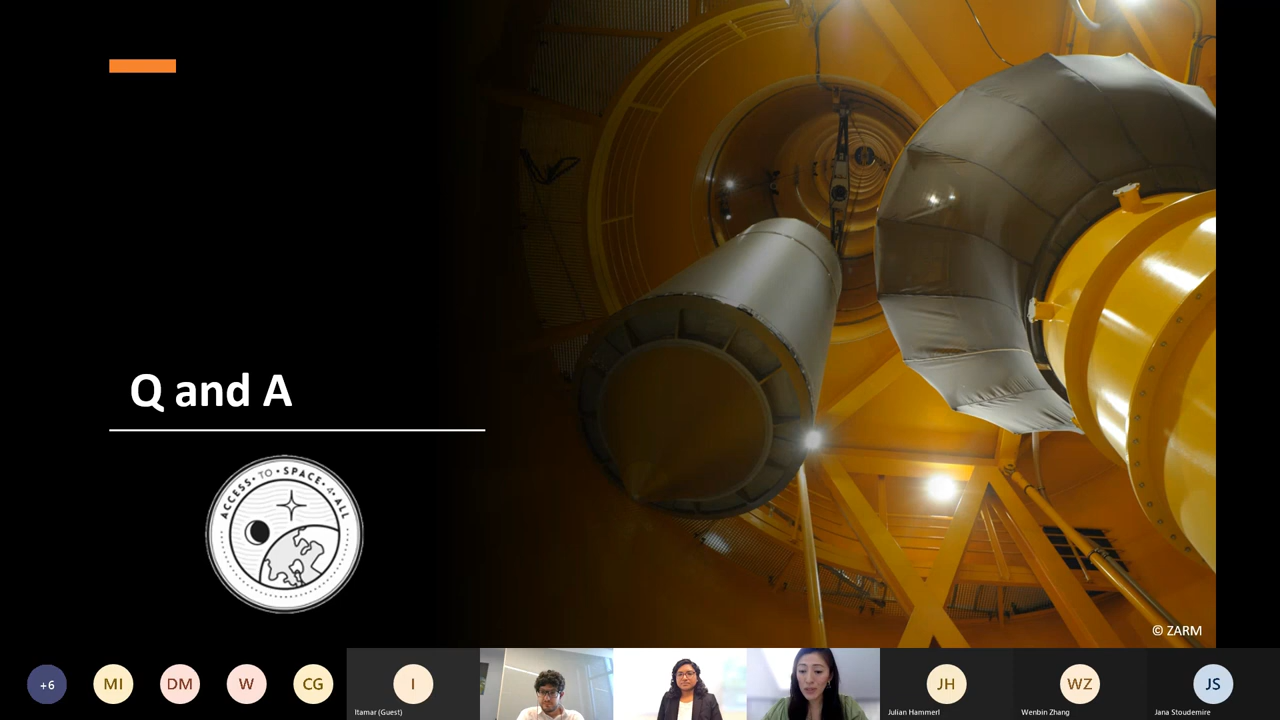 Q and A
ACCESS • TO • SPACE • 4 • ALL
© ZARM
+6
MI
DM
W
CG
I
JH
WZ
JS
Itamar (Guest)
Julian Hammerl
Wenbin Zhang
Jana Stoudemire